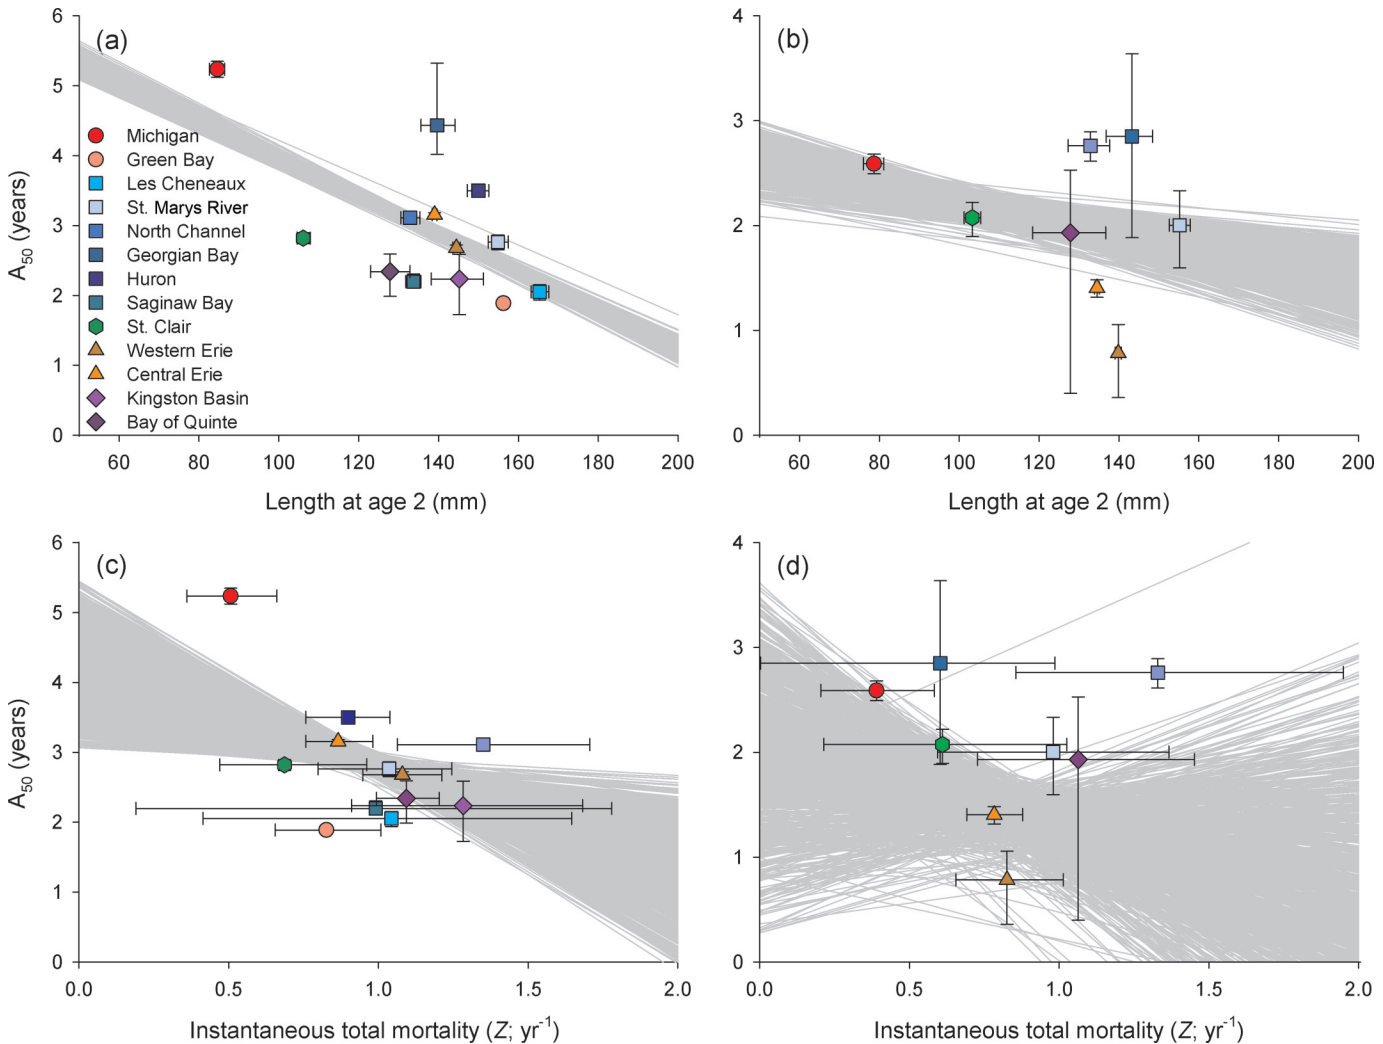 (a)
6
5
4
3
2
1
0
A50 (years)
Michigan
Green Bay
Les Cheneaux
St. Marys River
North Channel
Georgian Bay
Huron
Saginaw Bay
St. Clair
Western Erie
Central Erie
Kingston Basin
Bay of Quinte
60 80 100 120 140 160 180 200
Length at age 2 (mm)
(b)
4
3
2
1
0
60 80 100 120 140 160 180 200
Length at age 2 (mm)
(c)
6
5
4
3
2
1
0
A50 (years)
0.0 0.5 1.0 1.5 2.0
Instantaneous total mortality (Z; yr-1)
(d)
4
3
2
1
0
0.0 0.5 1.0 1.5 2.0
Instantaneous total mortality (Z; yr-1)